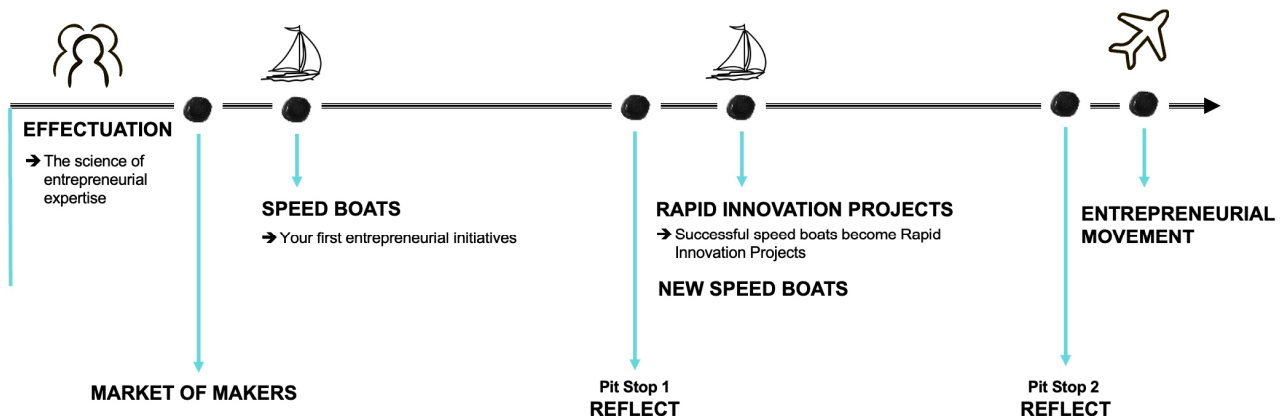 EFFECTUATION
➔ The science of
entrepreneurial
expertise
MARKET OF MAKERS
SPEED BOATS
➔ Your first entrepreneurial initiatives
Pit Stop 1
REFLECT
RAPID INNOVATION PROJECTS
➔ Successful speed boats become Rapid
Innovation Projects
NEW SPEED BOATS
Pit Stop 2
REFLECT
ENTREPRENEURIAL
MOVEMENT